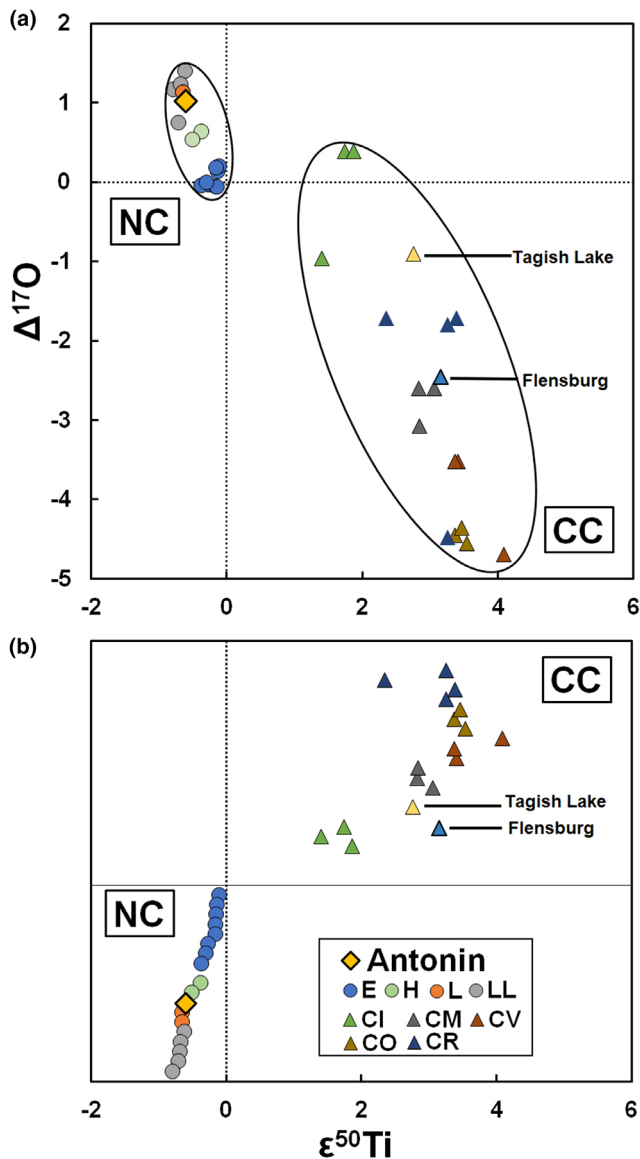 (a)
2
1
0
-1
-2
-3
-4
-5
Δ¹⁷O
NC
Tagish Lake
Flensburg
CC
-2 0 2 4 6
(b)
CC
Tagish Lake
Flensburg
NC
Antonin
E H L LL
CI CM CV
CO CR
-2 0 2 4 6
ε⁵⁰Ti